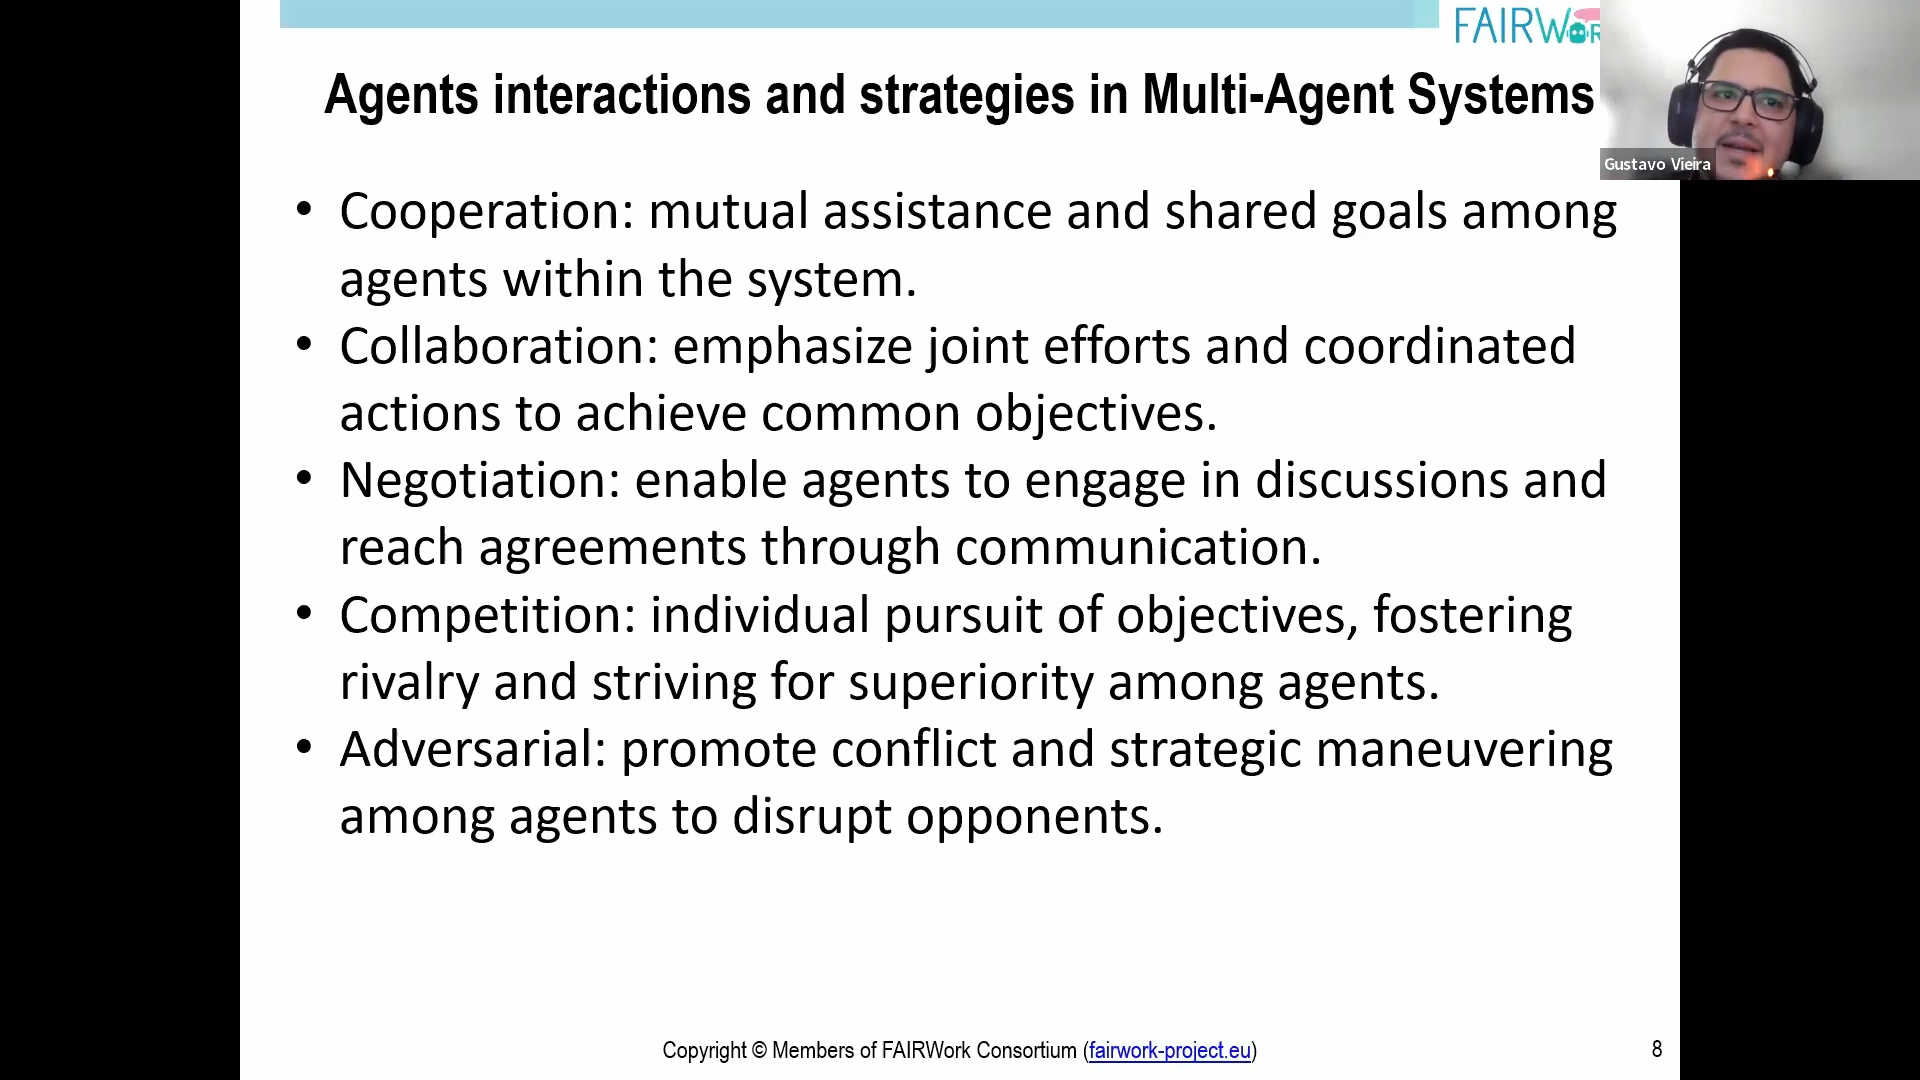 FAIRWOR
Agents interactions and strategies in Multi-Agent Systems
Gustavo Vieira
• Cooperation: mutual assistance and shared goals among
agents within the system.
• Collaboration: emphasize joint efforts and coordinated
actions to achieve common objectives.
• Negotiation: enable agents to engage in discussions and
reach agreements through communication.
• Competition: individual pursuit of objectives, fostering
rivalry and striving for superiority among agents.
• Adversarial: promote conflict and strategic maneuvering
among agents to disrupt opponents.
Copyright © Members of FAIRWork Consortium (fairwork-project.eu)
8